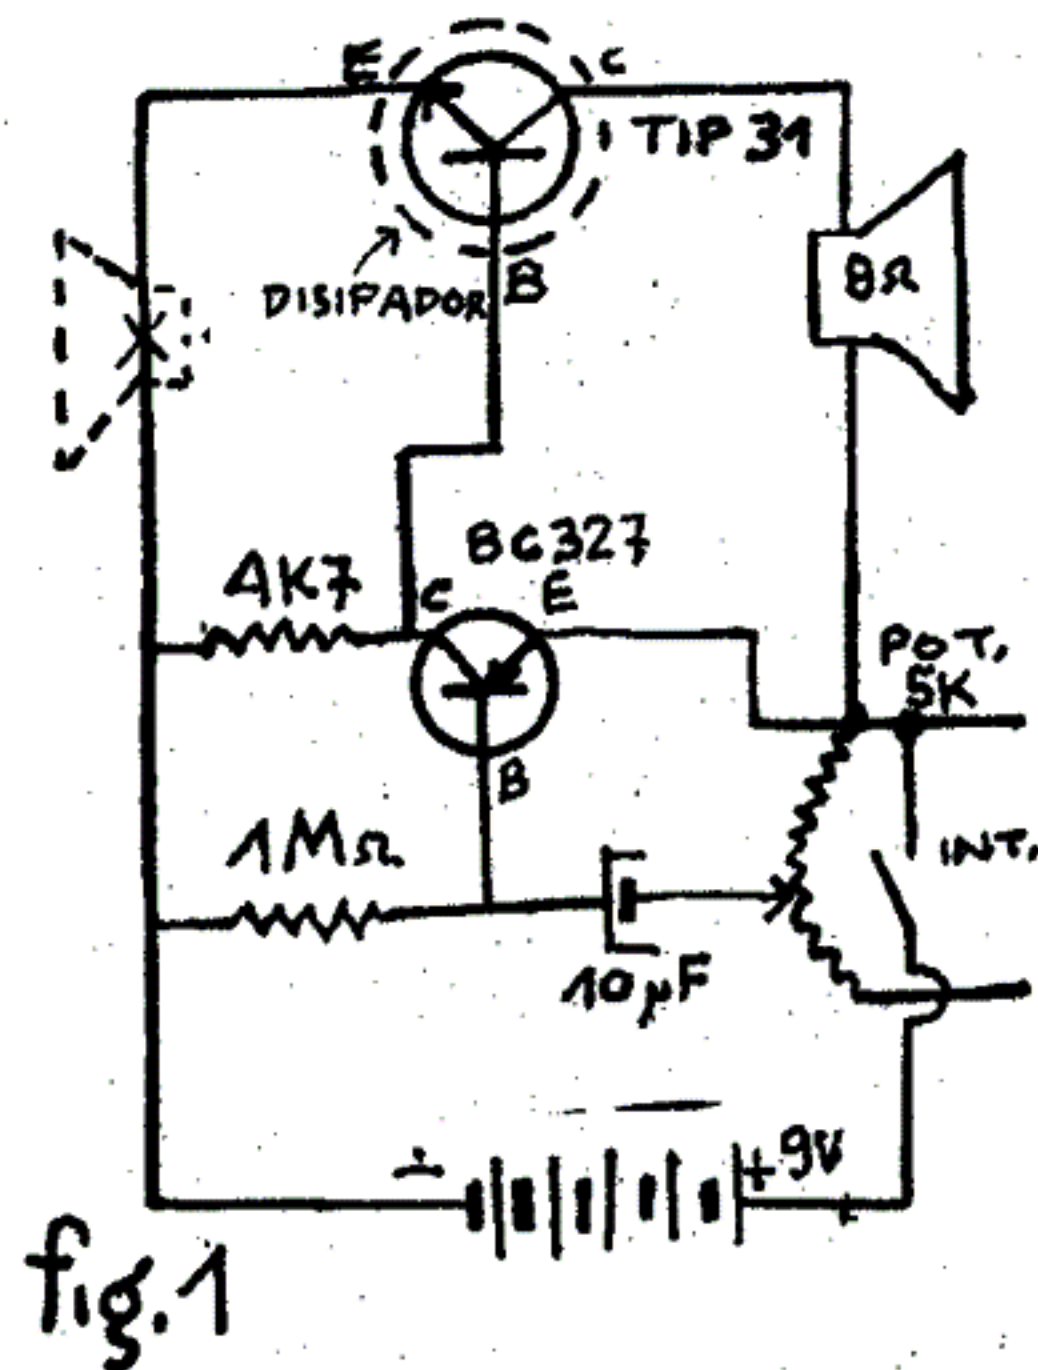 E C
TIP 31
8Ω
DISIPADOR
B
BC327
4K7
C E
POT.
5K
B
1MΩ
INT.
10µF
- +9V
+
fig.1